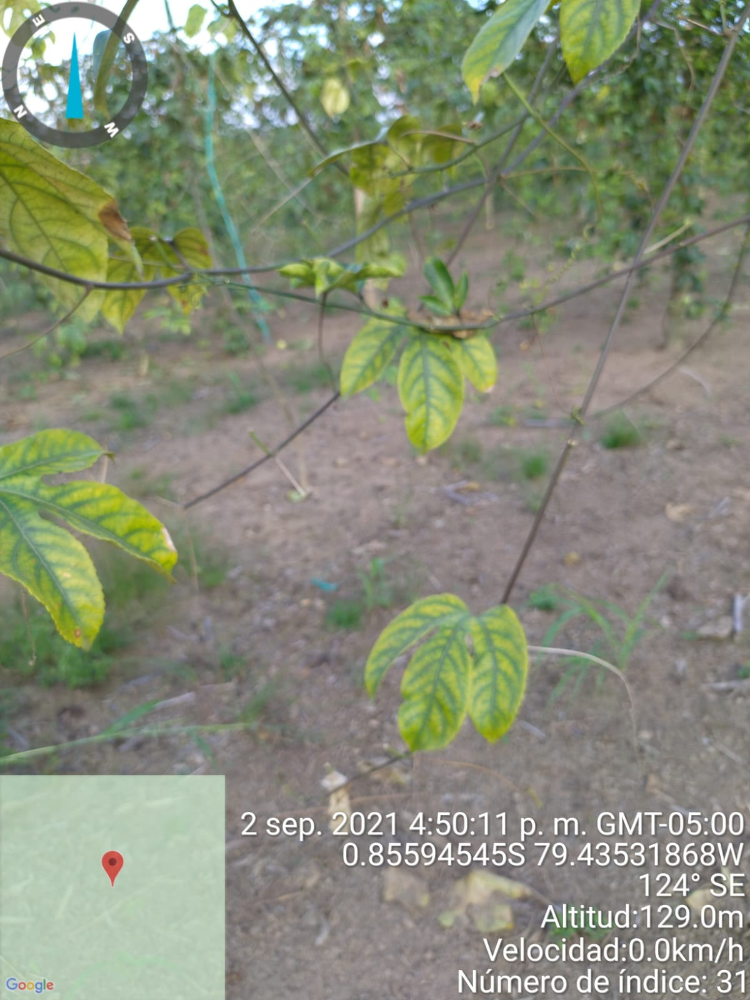 E
S
N
W
2 sep. 2021 4:50:11 p. m. GMT-05:00
0.85594545S 79.43531868W
124° SE
Altitud:129.0m
Velocidad:0.0km/h
Número de índice: 31
Google